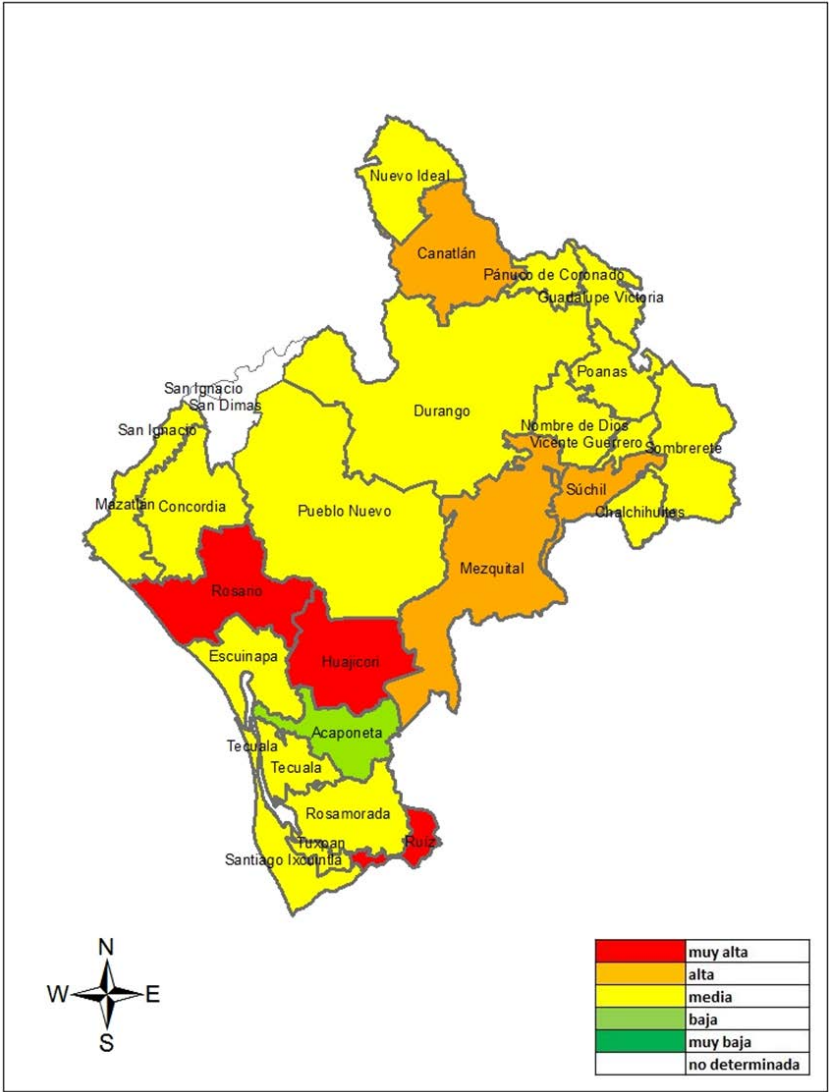 Nuevo Ideal
Canatlán
Pánuco de Coronado
Guadalupe Victoria
Poanas
San Ignacio
San Dimas
Durango
Nombre de Dios
San Ignacio
Vicente Guerrero
Sombrerete
Súchil
Mazatlán
Concordia
Pueblo Nuevo
Chalchihuites
Mezquital
Rosario
Escuinapa
Huajicori
Acaponeta
Tecuala
Tecuala
Rosamorada
Ruíz
Tuxpan
Santiago Ixcuintla
N
W
E
S
muy alta
alta
media
baja
muy baja
no determinada